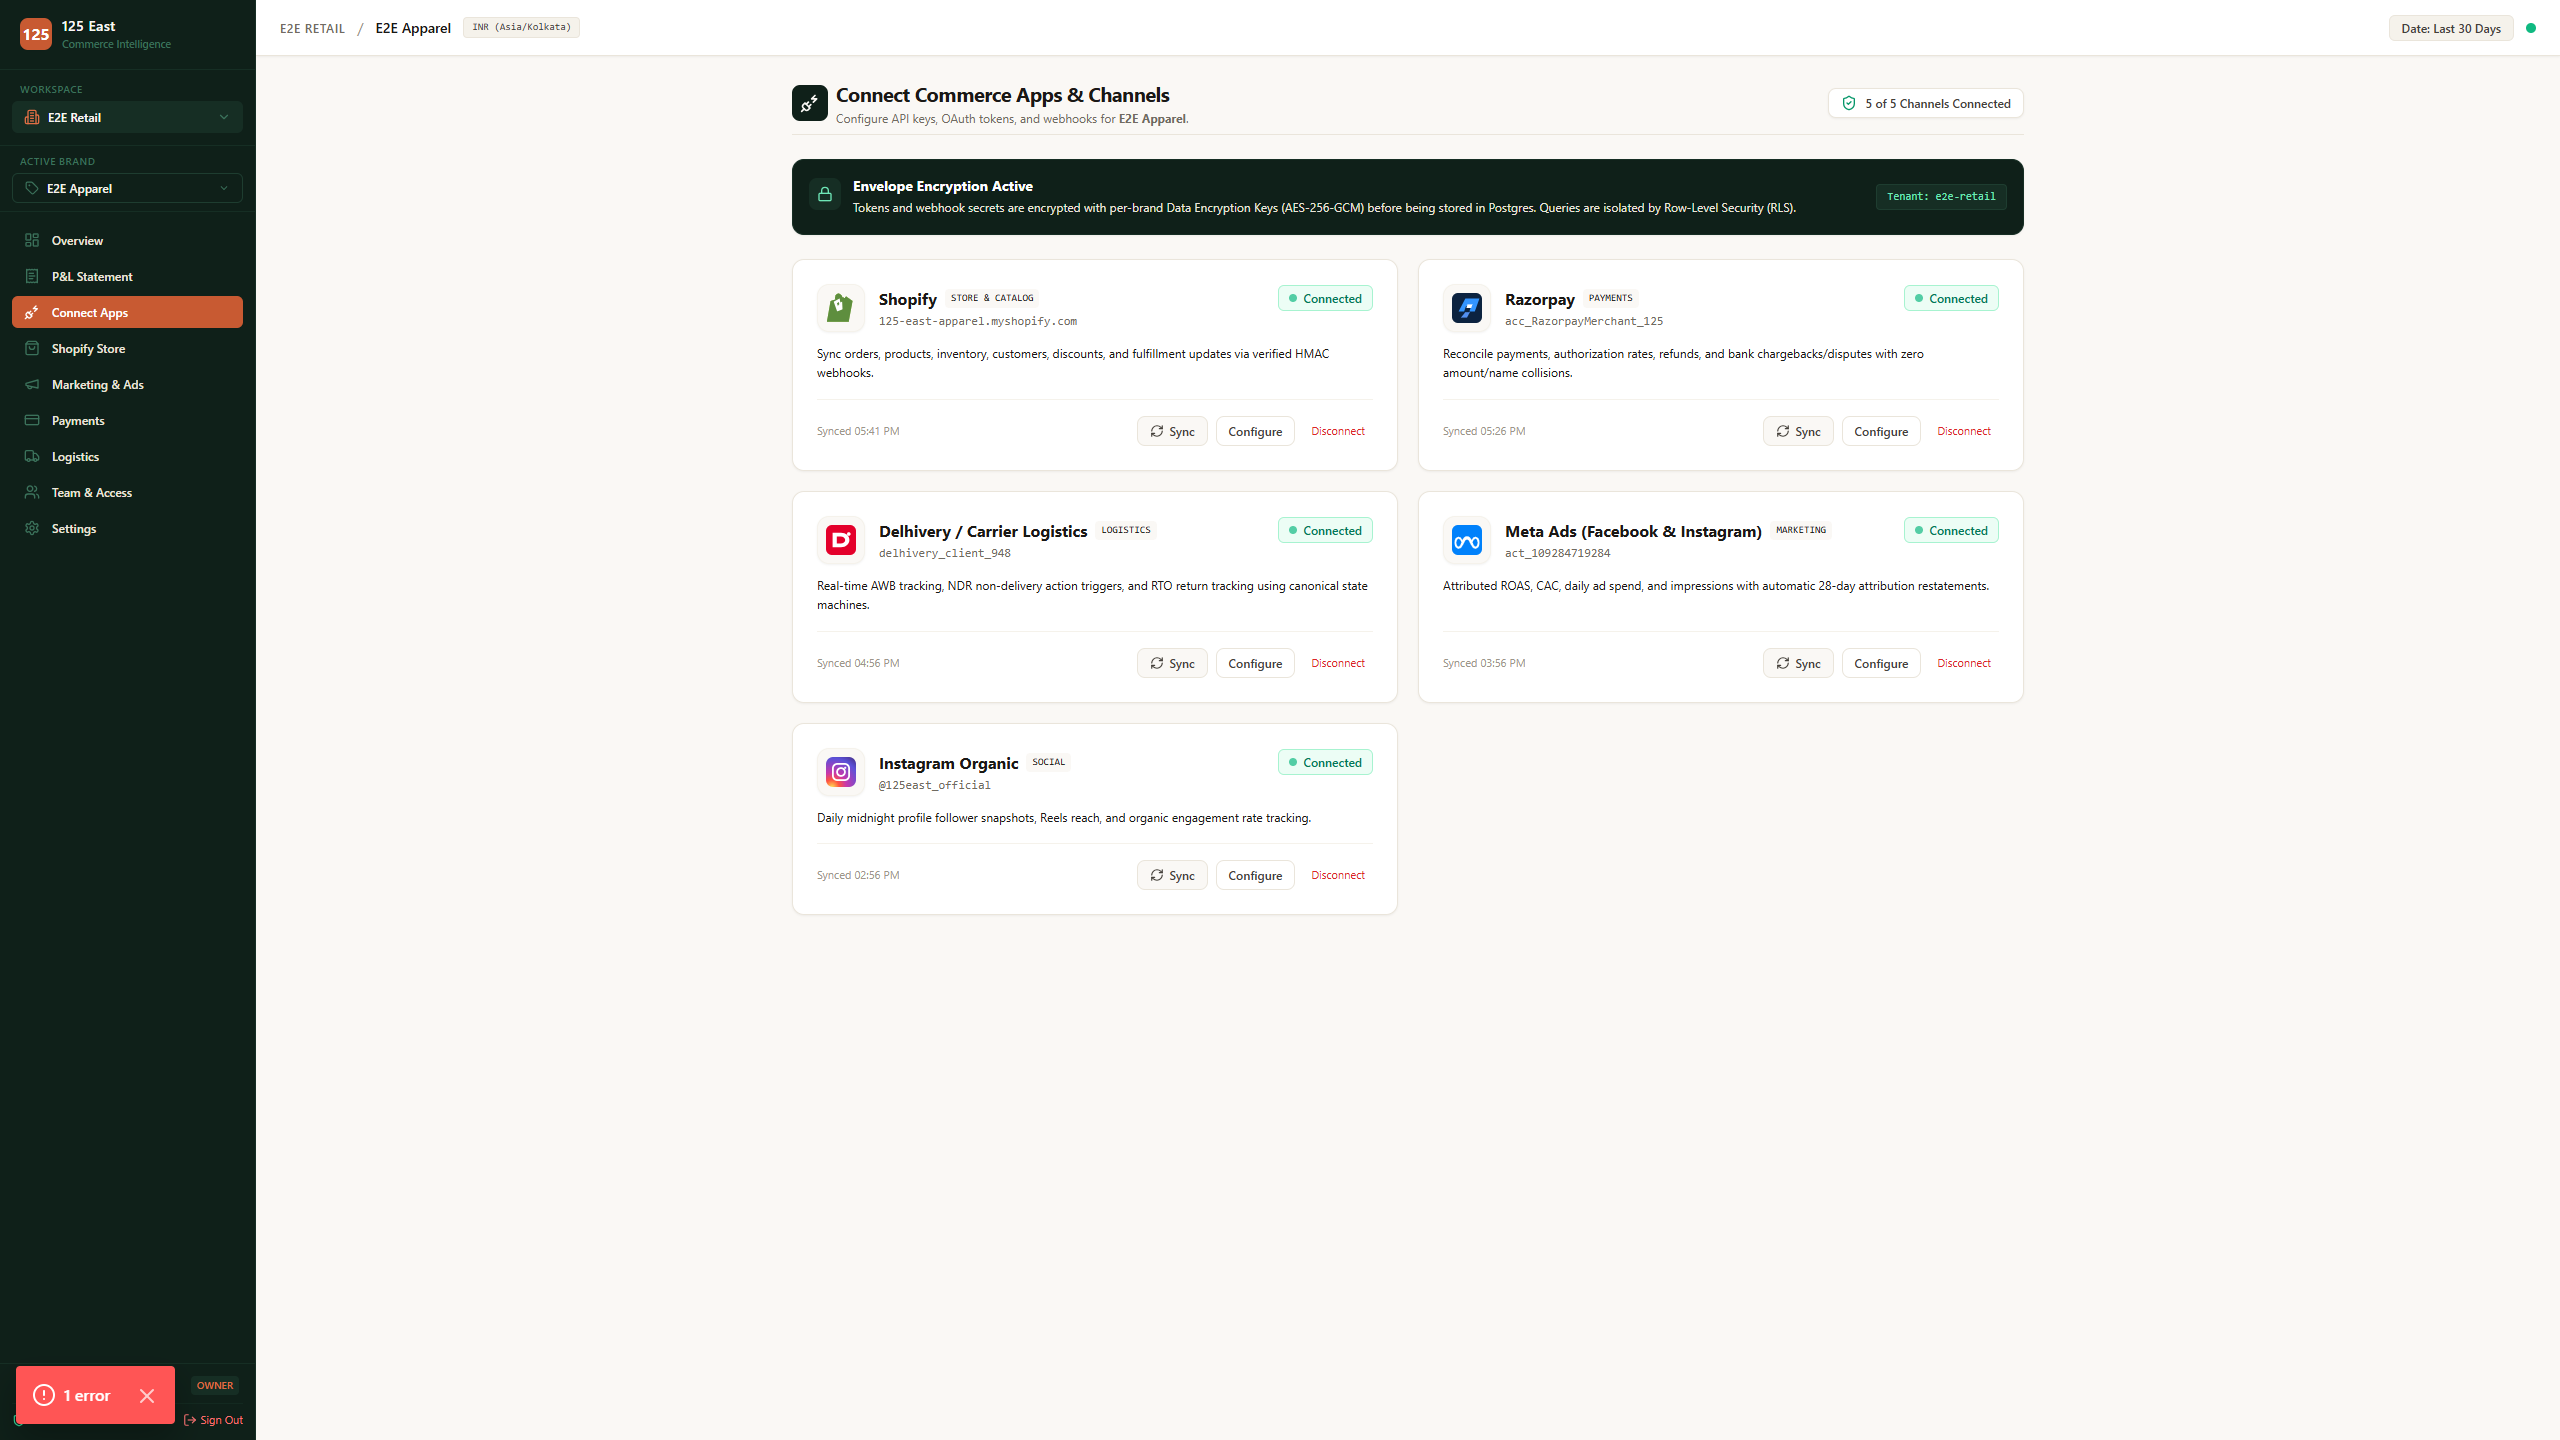 125
125 East
Commerce Intelligence
WORKSPACE
E2E Retail
ACTIVE BRAND
E2E Apparel
Overview
P&L Statement
Connect Apps
Shopify Store
Marketing & Ads
Payments
Logistics
Team & Access
Settings
1 error
OWNER
Sign Out
E2E RETAIL / E2E Apparel INR (Asia/Kolkata)
Date: Last 30 Days
Connect Commerce Apps & Channels
Configure API keys, OAuth tokens, and webhooks for E2E Apparel.
5 of 5 Channels Connected
Envelope Encryption Active
Tokens and webhook secrets are encrypted with per-brand Data Encryption Keys (AES-256-GCM) before being stored in Postgres. Queries are isolated by Row-Level Security (RLS).
Tenant: e2e-retail
Shopify STORE & CATALOG
125-east-apparel.myshopify.com
Connected
Sync orders, products, inventory, customers, discounts, and fulfillment updates via verified HMAC
webhooks.
Synced 05:41 PM
Sync
Configure
Disconnect
Razorpay PAYMENTS
acc_RazorpayMerchant_125
Connected
Reconcile payments, authorization rates, refunds, and bank chargebacks/disputes with zero
amount/name collisions.
Synced 05:26 PM
Sync
Configure
Disconnect
Delhivery / Carrier Logistics LOGISTICS
delhivery_client_948
Connected
Real-time AWB tracking, NDR non-delivery action triggers, and RTO return tracking using canonical state
machines.
Synced 04:56 PM
Sync
Configure
Disconnect
Meta Ads (Facebook & Instagram) MARKETING
act_109284719284
Connected
Attributed ROAS, CAC, daily ad spend, and impressions with automatic 28-day attribution restatements.
Synced 03:56 PM
Sync
Configure
Disconnect
Instagram Organic SOCIAL
@125east_official
Connected
Daily midnight profile follower snapshots, Reels reach, and organic engagement rate tracking.
Synced 02:56 PM
Sync
Configure
Disconnect